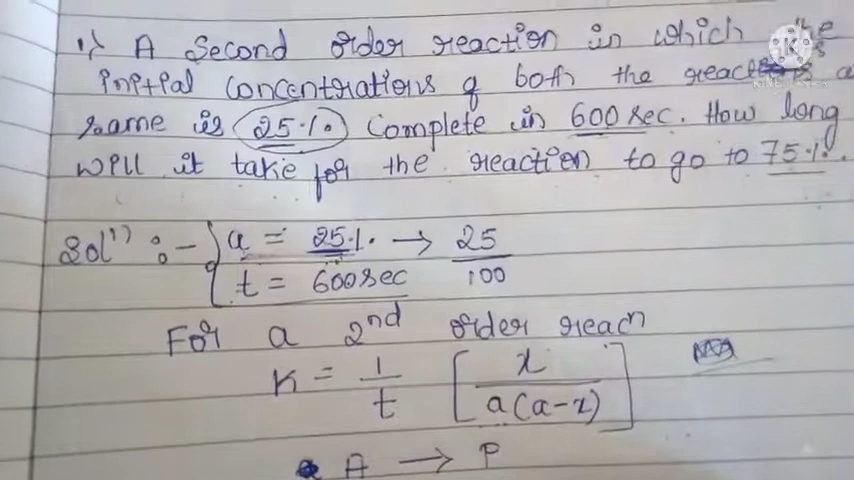 1) A Second order reaction in which the
initial concentrations of both the reactants
same is 25% Complete in 600 sec. How long
will it take for the reaction to go to 75%.
Solⁿ :- a = 25% → 25/100
t = 600 sec
For a 2nd order reacn
K = 1/t [x/a(a-x)]
A → P